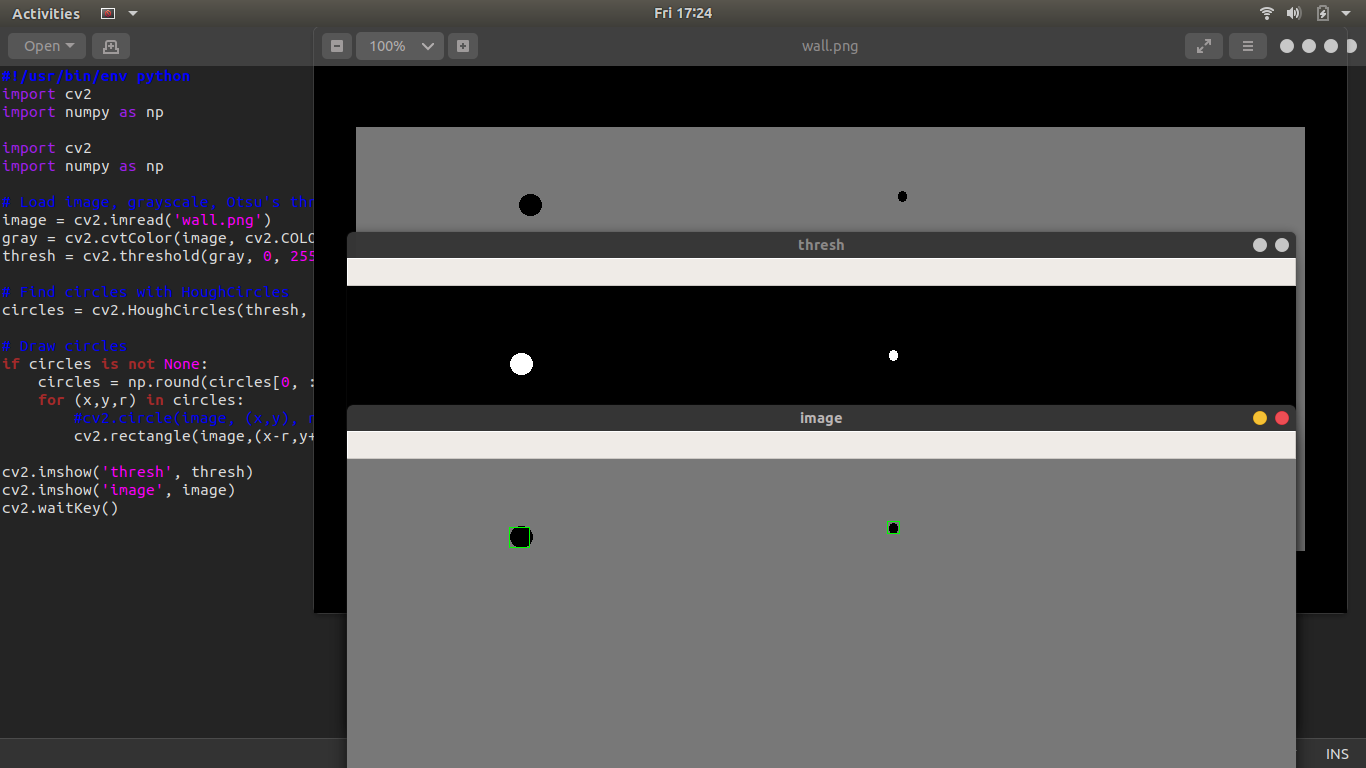 Activities
Fri 17:24
Open
100%
wall.png
#!/usr/bin/env python
import cv2
import numpy as np
import cv2
import numpy as np
# Load image, grayscale, Otsu's thr
image = cv2.imread('wall.png')
gray = cv2.cvtColor(image, cv2.COLO
thresh = cv2.threshold(gray, 0, 255
# Find circles with HoughCircles
circles = cv2.HoughCircles(thresh,
# Draw circles
if circles is not None:
circles = np.round(circles[0, :
for (x,y,r) in circles:
#cv2.circle(image, (x,y), r
cv2.rectangle(image,(x-r,y+
cv2.imshow('thresh', thresh)
cv2.imshow('image', image)
cv2.waitKey()
thresh
image
INS